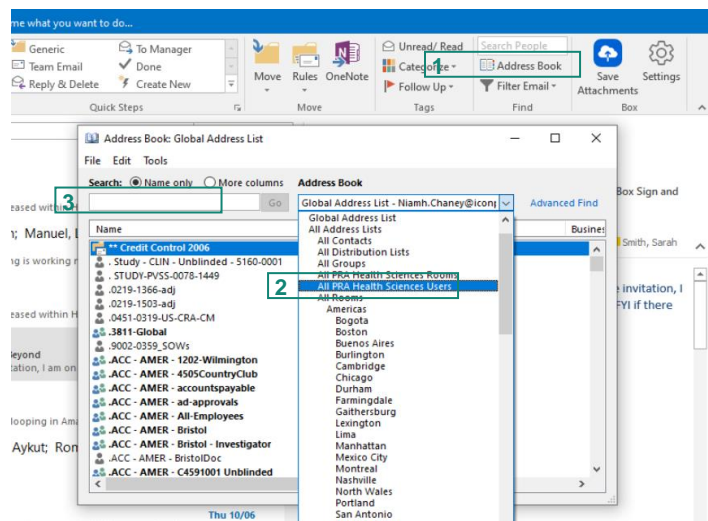 me what you want to do...
Generic To Manager
Team Email Done
Reply & Delete Create New
Move Rules OneNote
Unread/ Read
Categorize
Follow Up
Search People
Address Book
Filter Email
Save Attachments
Settings
Quick Steps Move Tags Find Box
1
Address Book: Global Address List
File Edit Tools
Search: Name only More columns Address Book
3
Go Global Address List - Niamh.Chaney@icon Advanced Find
Name Busines
** Credit Control 2006
. Study - CLIN - Unblinded - 5160-0001
. STUDY-PVSS-0078-1449
.0219-1366-adj
.0219-1503-adj
.0451-0319-US-CRA-CM
.3811-Global
.9002-0359_SOWs
.ACC - AMER - 1202-Wilmington
.ACC - AMER - 4505CountryClub
.ACC - AMER - accountspayable
.ACC - AMER - ad-approvals
.ACC - AMER - All-Employees
.ACC - AMER - Bristol
.ACC - AMER - Bristol - Investigator
.ACC - AMER - BristolDoc
.ACC - AMER - C4591001 Unblinded
Global Address List
All Address Lists
All Contacts
All Distribution Lists
All Groups
All PRA Health Sciences Rooms
2
All PRA Health Sciences Users
All Rooms
Americas
Bogota
Boston
Buenos Aires
Burlington
Cambridge
Chicago
Durham
Farmingdale
Gaithersburg
Lexington
Lima
Manhattan
Mexico City
Montreal
Nashville
North Wales
Portland
San Antonio
eased within H
n; Manuel, L
ng is working r
eased within H
Beyond
tation, I am on
looping in Ama
Aykut; Ron
Thu 10/06
Box Sign and
Smith, Sarah
e invitation, I
FYI if there